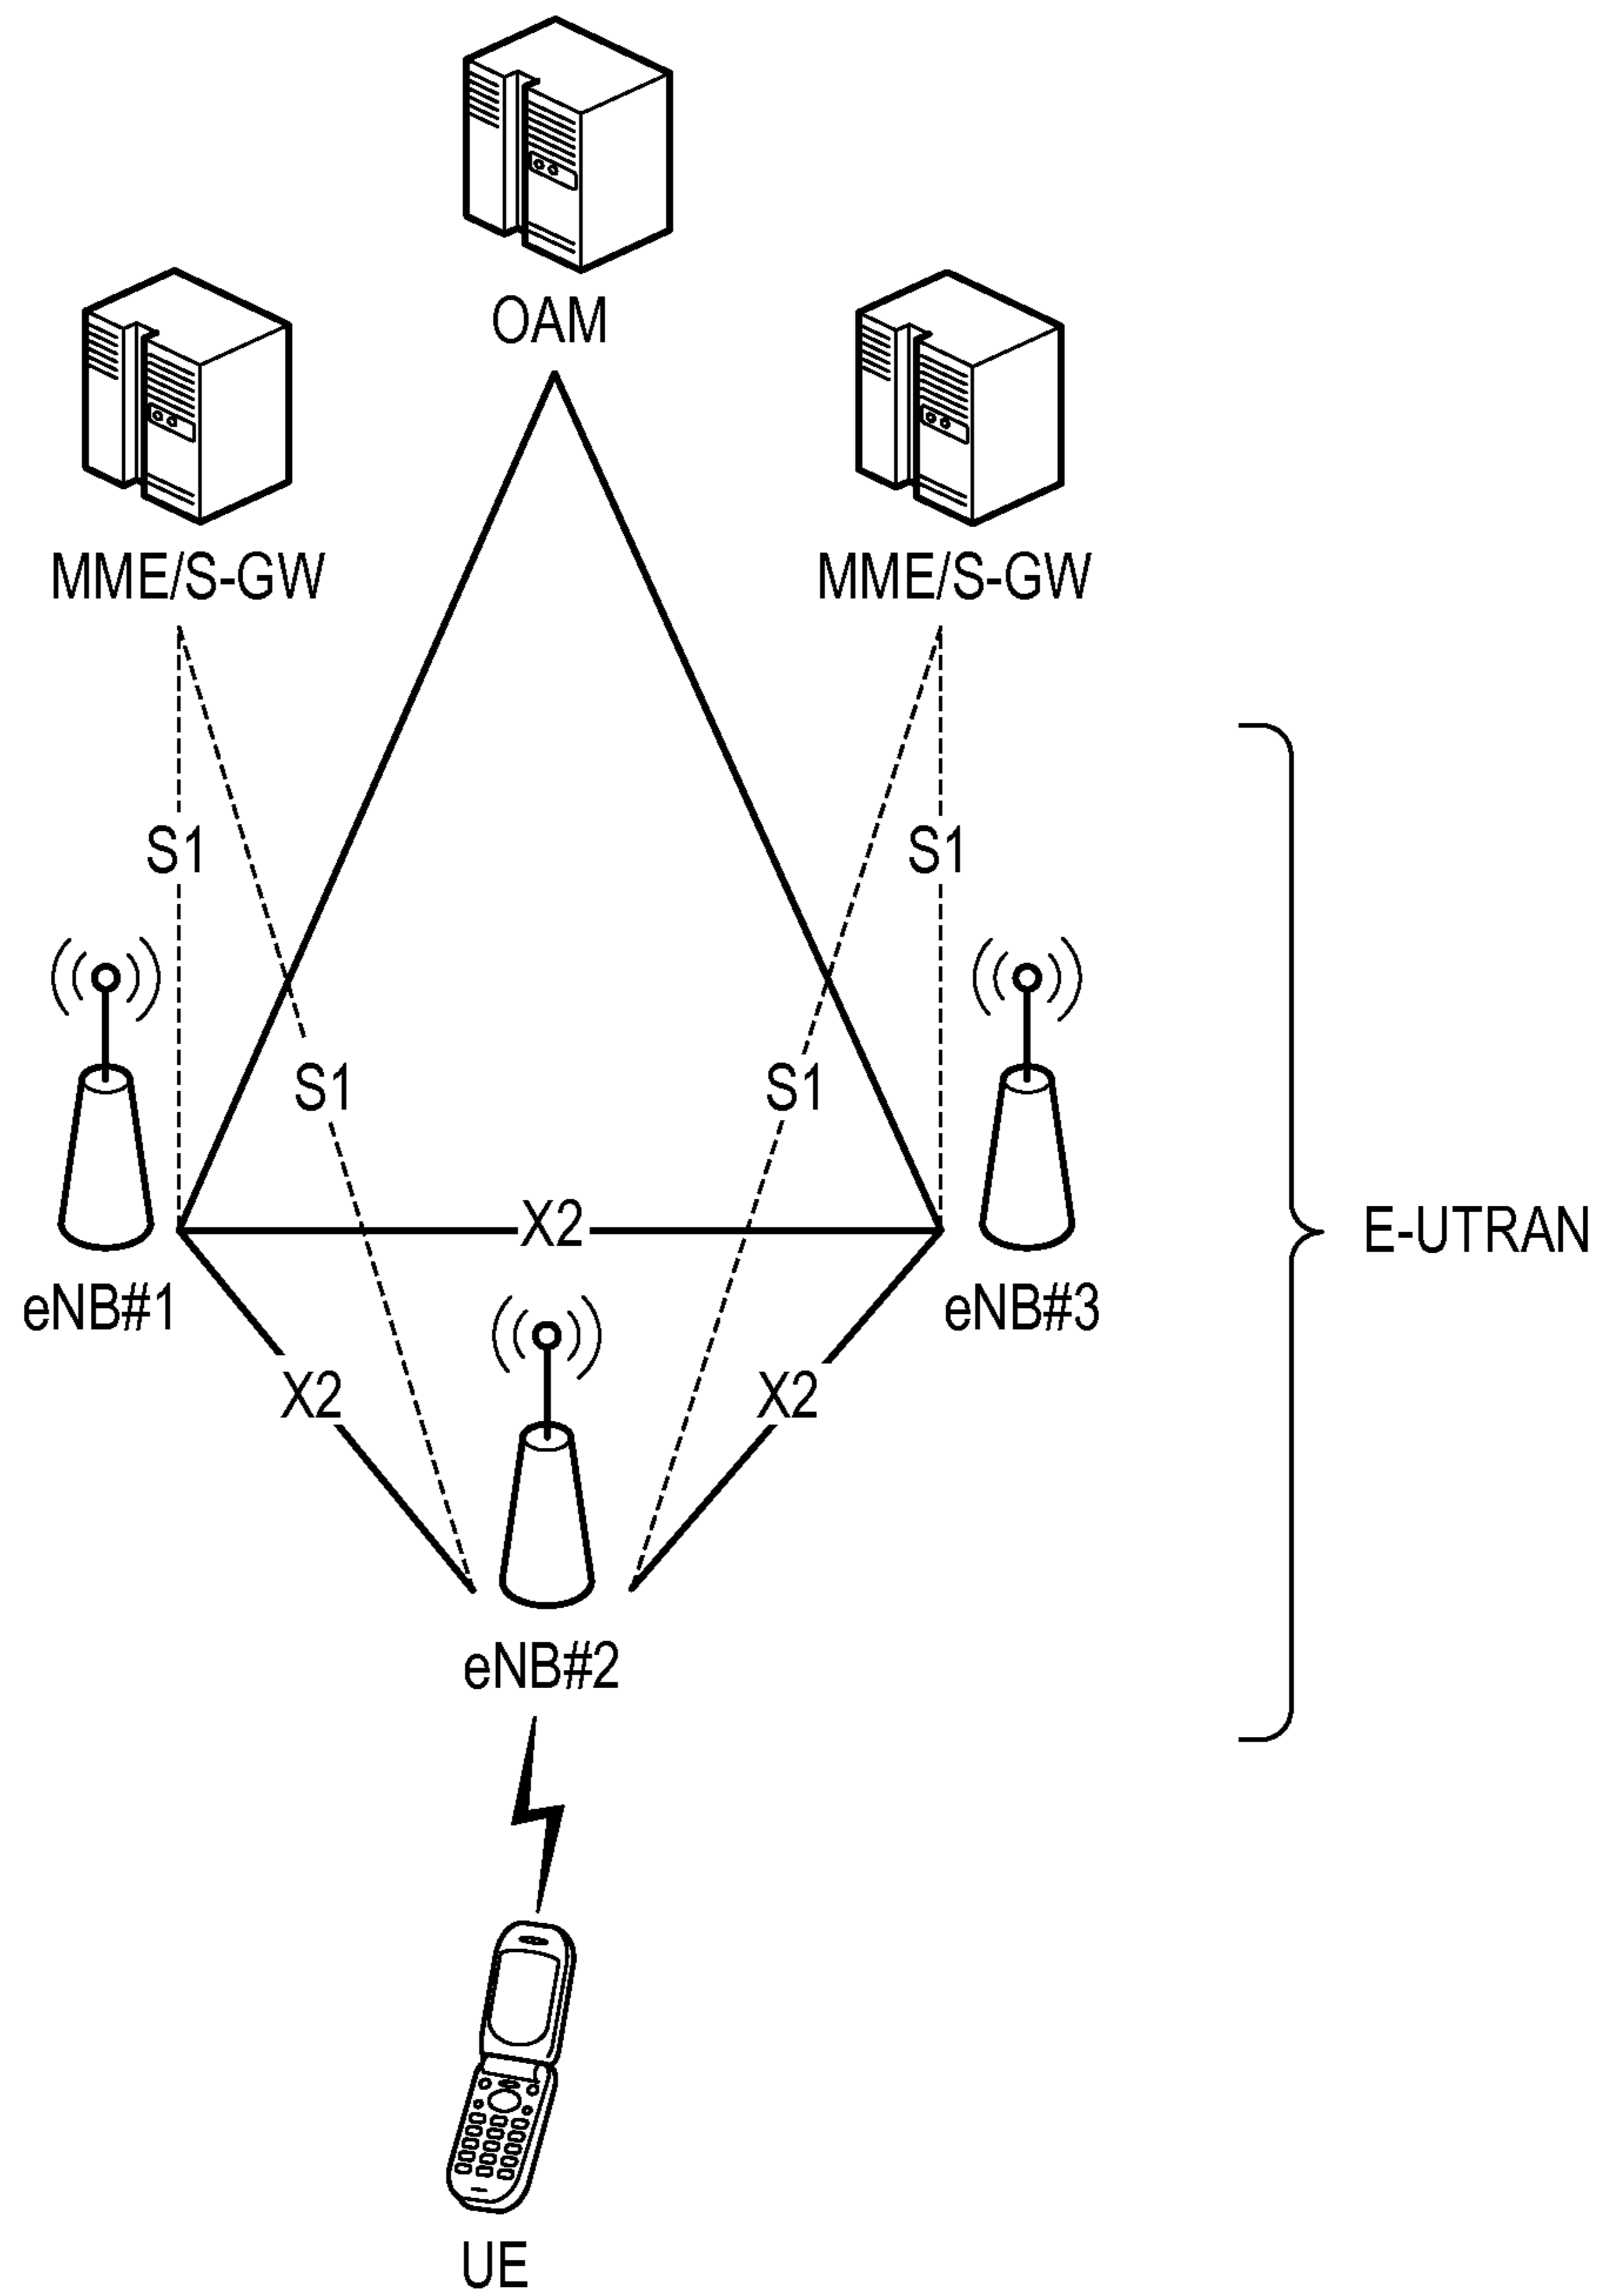 OAM
MME/S-GW
MME/S-GW
S1
S1
S1
S1
X2
E-UTRAN
eNB#1
eNB#3
X2
X2
eNB#2
UE